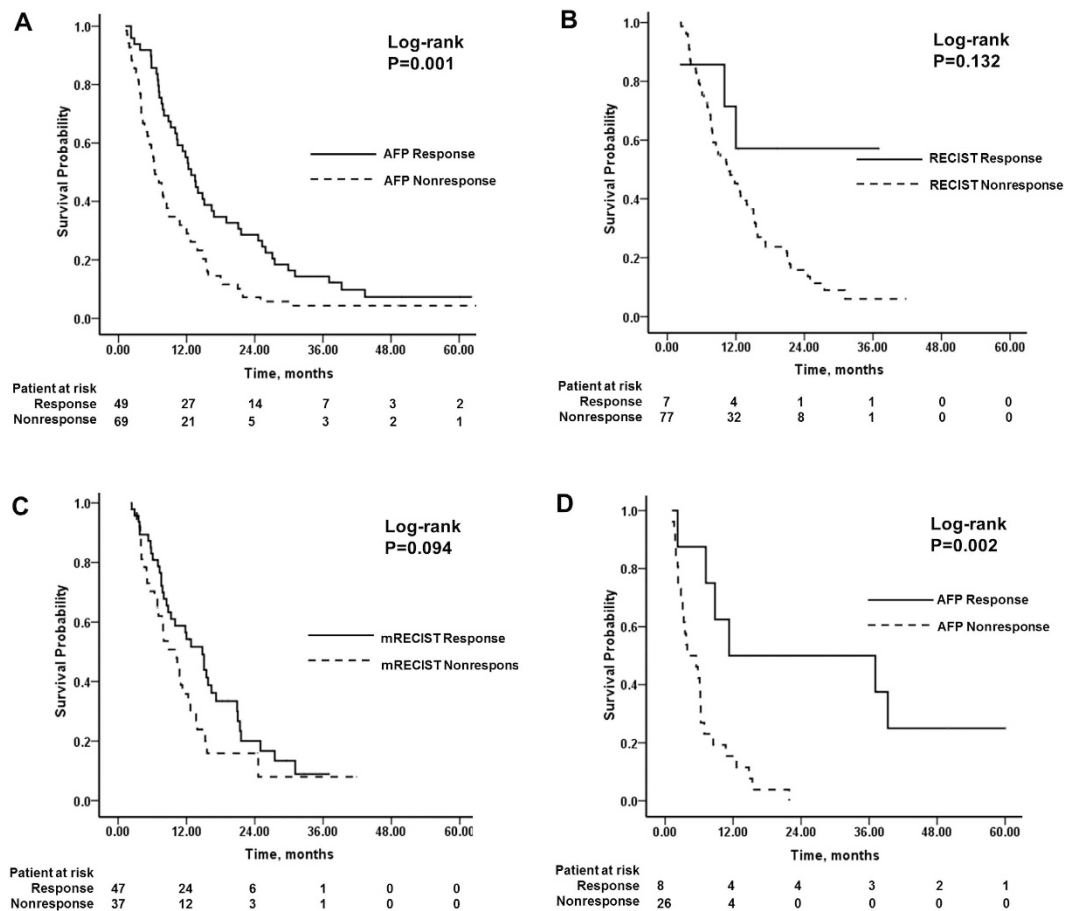 A
Log-rank
P=0.001
AFP Response
AFP Nonresponse
Survival Probability
1.0
0.8
0.6
0.4
0.2
0.0
0.00 12.00 24.00 36.00 48.00 60.00
Time, months
Patient at risk
Response 49 27 14 7 3 2
Nonresponse 69 21 5 3 2 1
B
Log-rank
P=0.132
RECIST Response
RECIST Nonresponse
Survival Probability
1.0
0.8
0.6
0.4
0.2
0.0
0.00 12.00 24.00 36.00 48.00 60.00
Time, months
Patient at risk
Response 7 4 1 1 0 0
Nonresponse 77 32 8 1 0 0
C
Log-rank
P=0.094
mRECIST Response
mRECIST Nonrespons
Survival Probability
1.0
0.8
0.6
0.4
0.2
0.0
0.00 12.00 24.00 36.00 48.00 60.00
Time, months
Patient at risk
Response 47 24 6 1 0 0
Nonresponse 37 12 3 1 0 0
D
Log-rank
P=0.002
AFP Response
AFP Nonresponse
Survival Probability
1.0
0.8
0.6
0.4
0.2
0.0
0.00 12.00 24.00 36.00 48.00 60.00
Time, months
Patient at risk
Response 8 4 4 3 2 1
Nonresponse 26 4 0 0 0 0